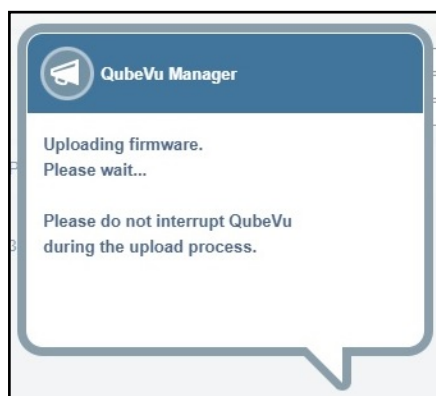 QubeVu Manager
Uploading firmware.
Please wait...
Please do not interrupt QubeVu
during the upload process.